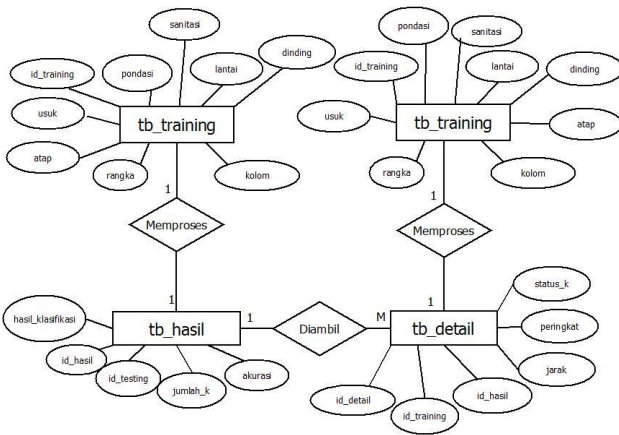 sanitasi
id_training
pondasi
lantai
dinding
usuk
tb_training
atap
rangka
kolom
pondasi
sanitasi
id_training
lantai
dinding
usuk
tb_training
atap
rangka
kolom
1
Memproses
1
1
Memproses
1
hasil_klasifikasi
tb_hasil
1
Diambil
M
tb_detail
status_k
peringkat
jarak
id_hasil
id_testing
jumlah_k
akurasi
id_detail
id_training
id_hasil